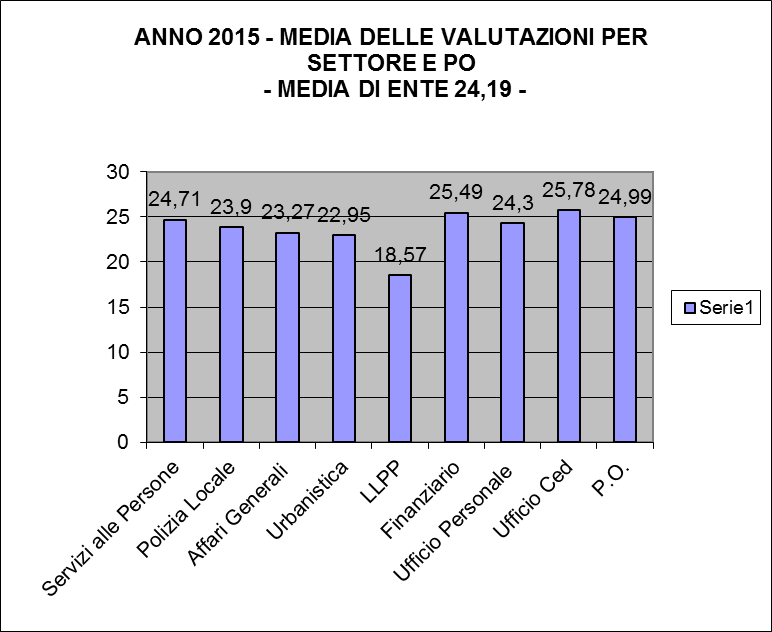 ANNO 2015 - MEDIA DELLE VALUTAZIONI PER
SETTORE E PO
- MEDIA DI ENTE 24,19 -
30
25
20
15
10
5
0
24,71
23,9
23,27
22,95
18,57
25,49
24,3
25,78
24,99
Servizi alle Persone
Polizia Locale
Affari Generali
Urbanistica
LLPP
Finanziario
Ufficio Personale
Ufficio Ced
P.O.
Serie1